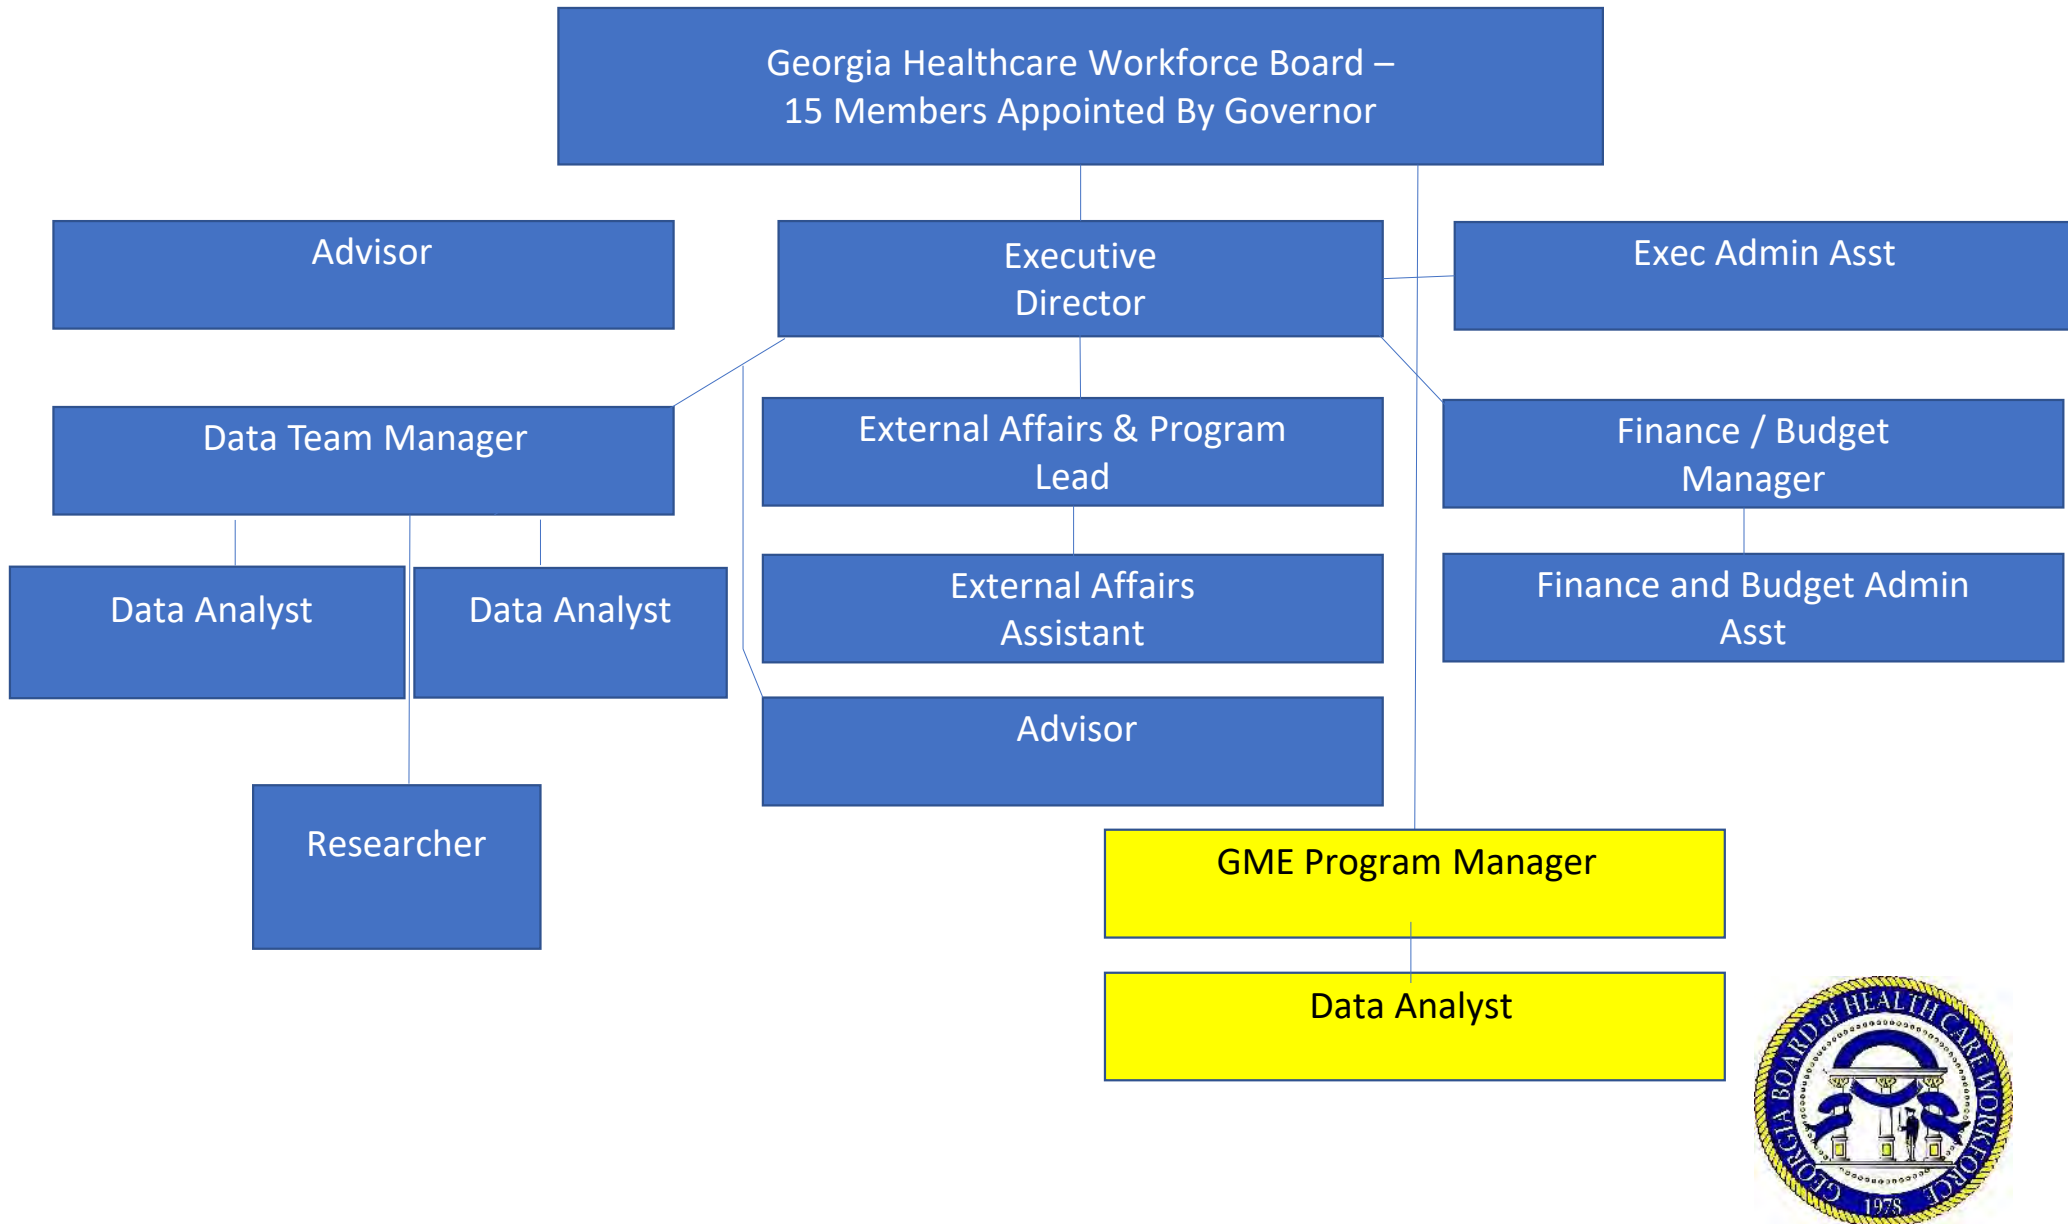 Georgia Healthcare Workforce Board –
15 Members Appointed By Governor
Advisor
Executive
Director
Exec Admin Asst
Data Team Manager
External Affairs & Program
Lead
Finance / Budget
Manager
Data Analyst
Data Analyst
External Affairs
Assistant
Finance and Budget Admin
Asst
Advisor
Researcher
GME Program Manager
Data Analyst
GEORGIA BOARD of HEALTH CARE WORKFORCE
1978